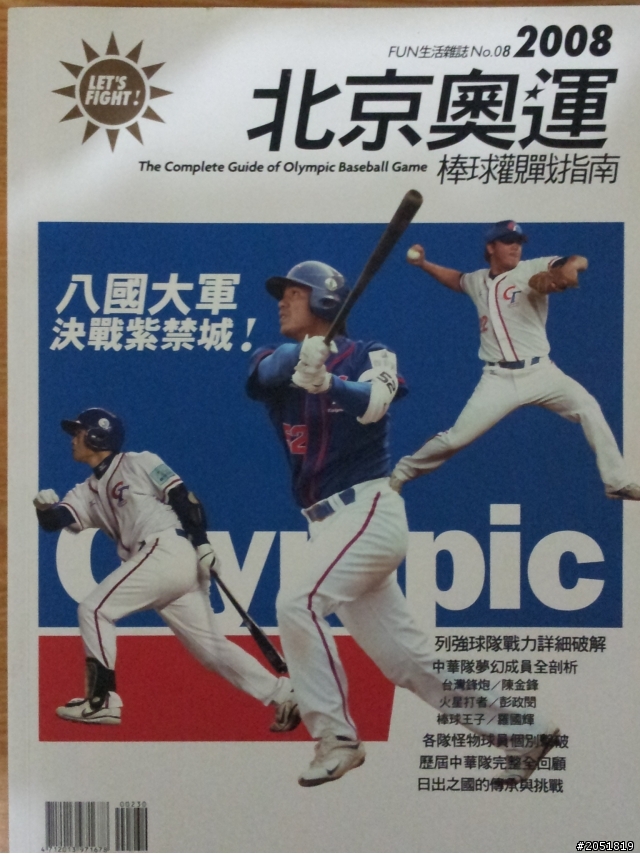 LET'S
FIGHT!
FUN生活雜誌 No.08 2008
北京奧運
The Complete Guide of Olympic Baseball Game 棒球觀戰指南
八國大軍
決戰紫禁城!
CT
CT
52
52
Olympic
列強球隊戰力詳細破解
中華隊夢幻成員全剖析
台灣鋒炮/陳金鋒
火星打者/彭政閔
棒球王子/羅國輝
各隊怪物球員個別擊破
歷屆中華隊完整全回顧
日出之國的傳承與挑戰
00230
#2051819